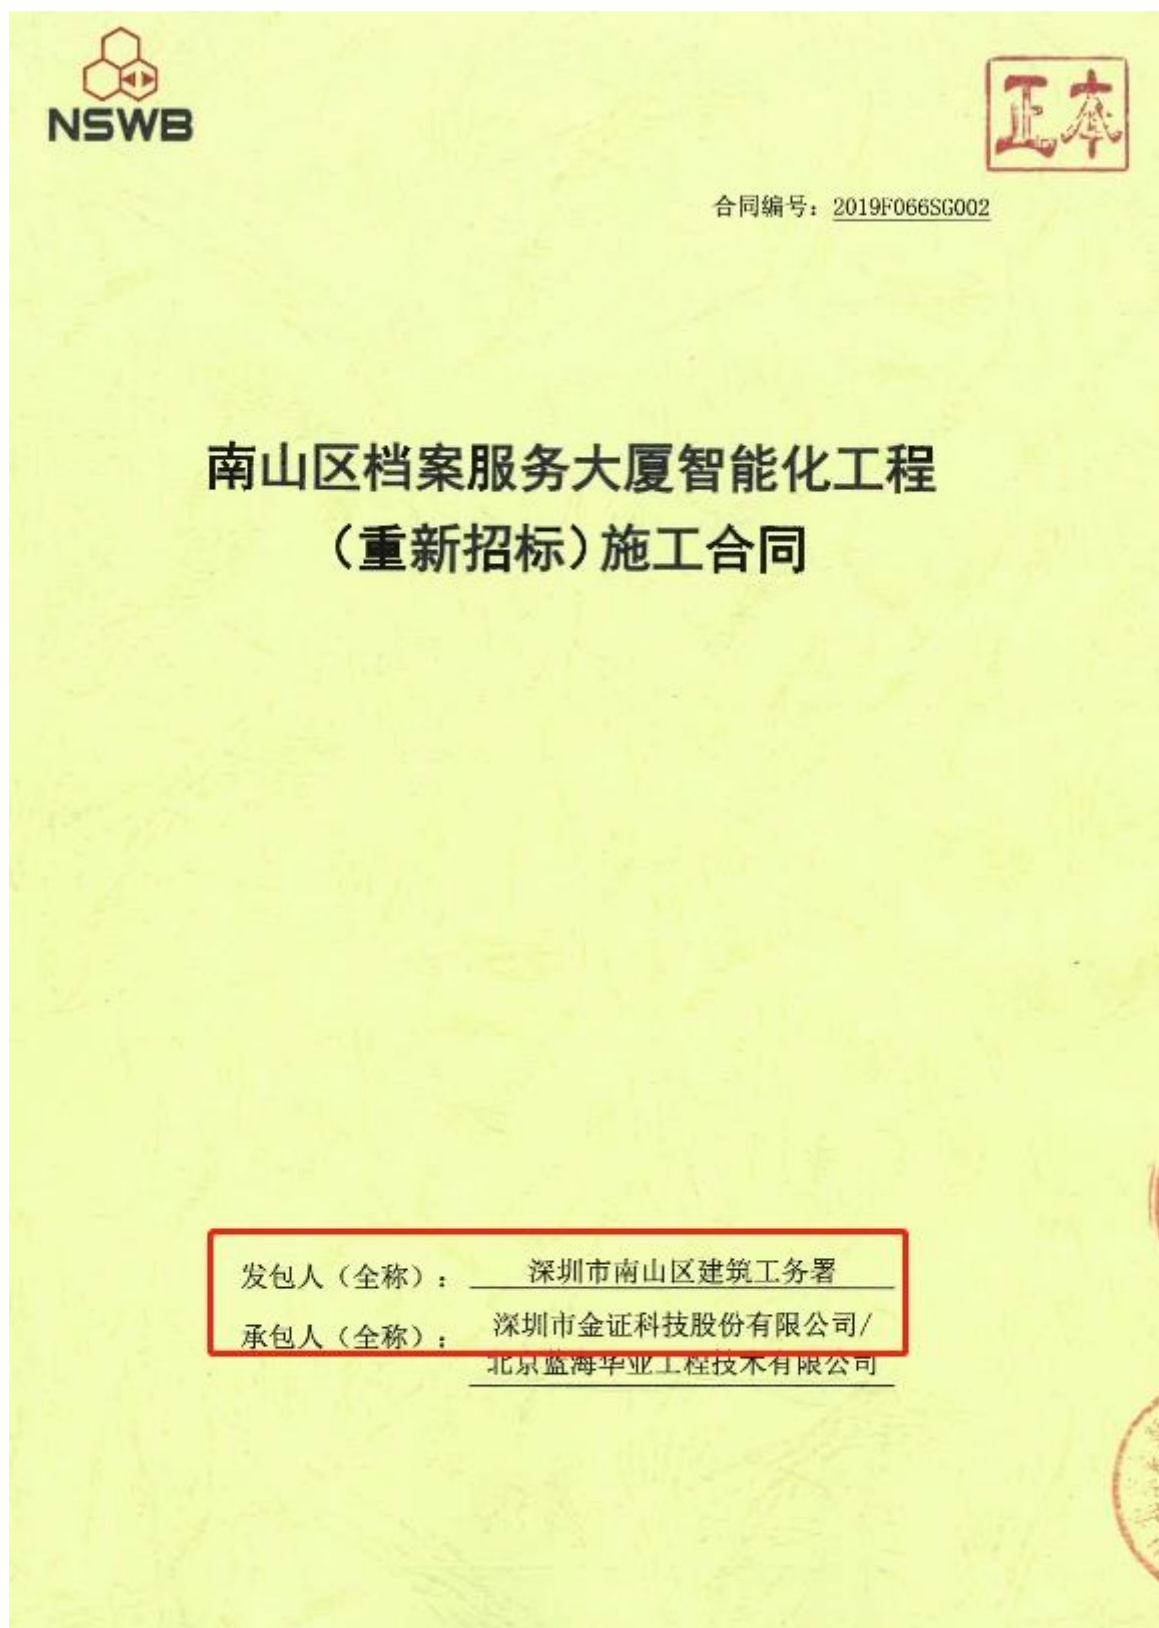 NSWB
正本
合同编号：2019F066SG002
南山区档案服务大厦智能化工程
（重新招标）施工合同
发包人（全称）：深圳市南山区建筑工务署
承包人（全称）：深圳市金证科技股份有限公司/
北京蓝海华业工程技术有限公司